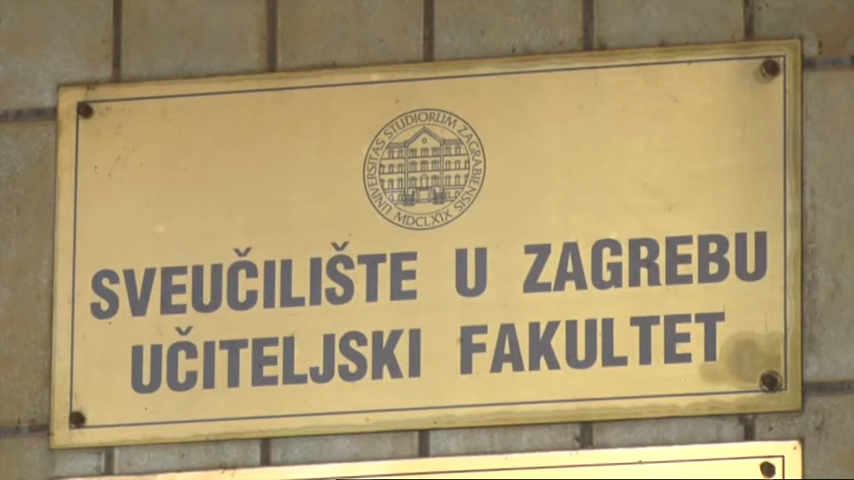 UNIVERSITAS STUDIORUM ZAGRABIENSIS
MDCLXIX
SVEUČILIŠTE U ZAGREBU
UČITELJSKI FAKULTET